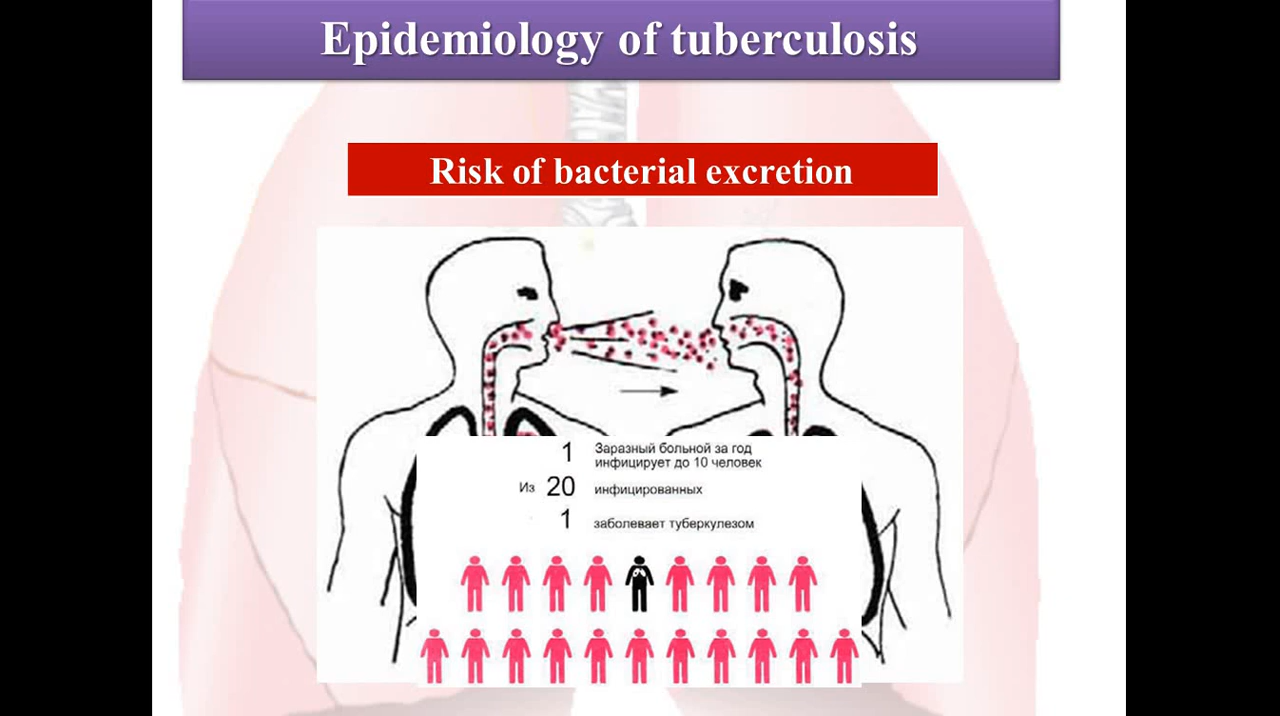 Epidemiology of tuberculosis
Risk of bacterial excretion
1 Заразный больной за год
инфицирует до 10 человек
Из 20 инфицированных
1 заболевает туберкулезом